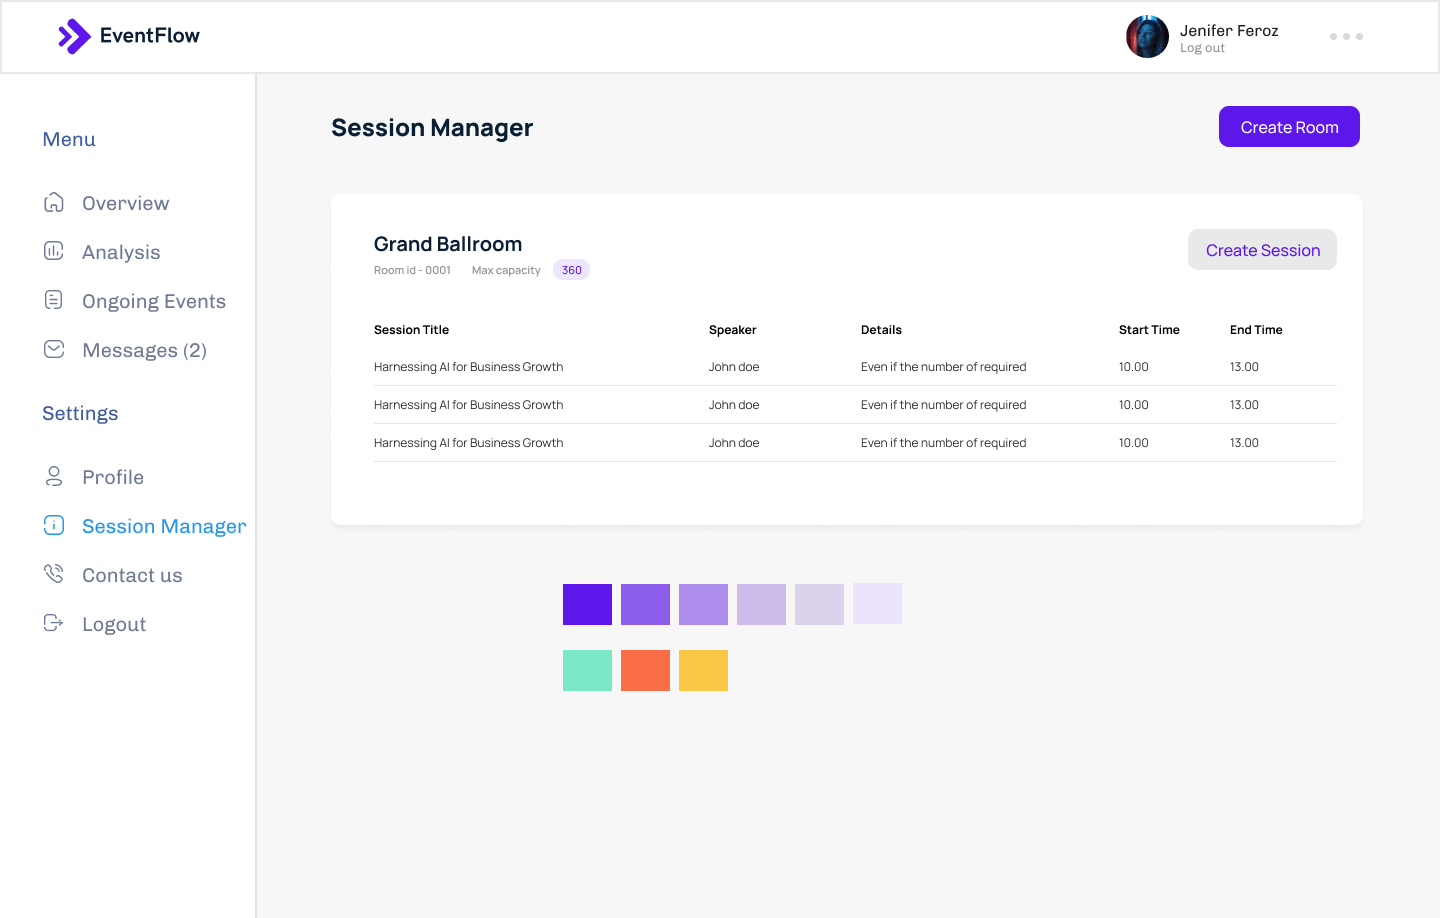 EventFlow
Jenifer Feroz
Log out
Menu
Overview
Analysis
Ongoing Events
Messages (2)
Settings
Profile
Session Manager
Contact us
Logout
Session Manager
Create Room
Grand Ballroom
Room id - 0001 Max capacity 360
Create Session
Session Title Speaker Details Start Time End Time
Harnessing AI for Business Growth John doe Even if the number of required 10.00 13.00
Harnessing AI for Business Growth John doe Even if the number of required 10.00 13.00
Harnessing AI for Business Growth John doe Even if the number of required 10.00 13.00